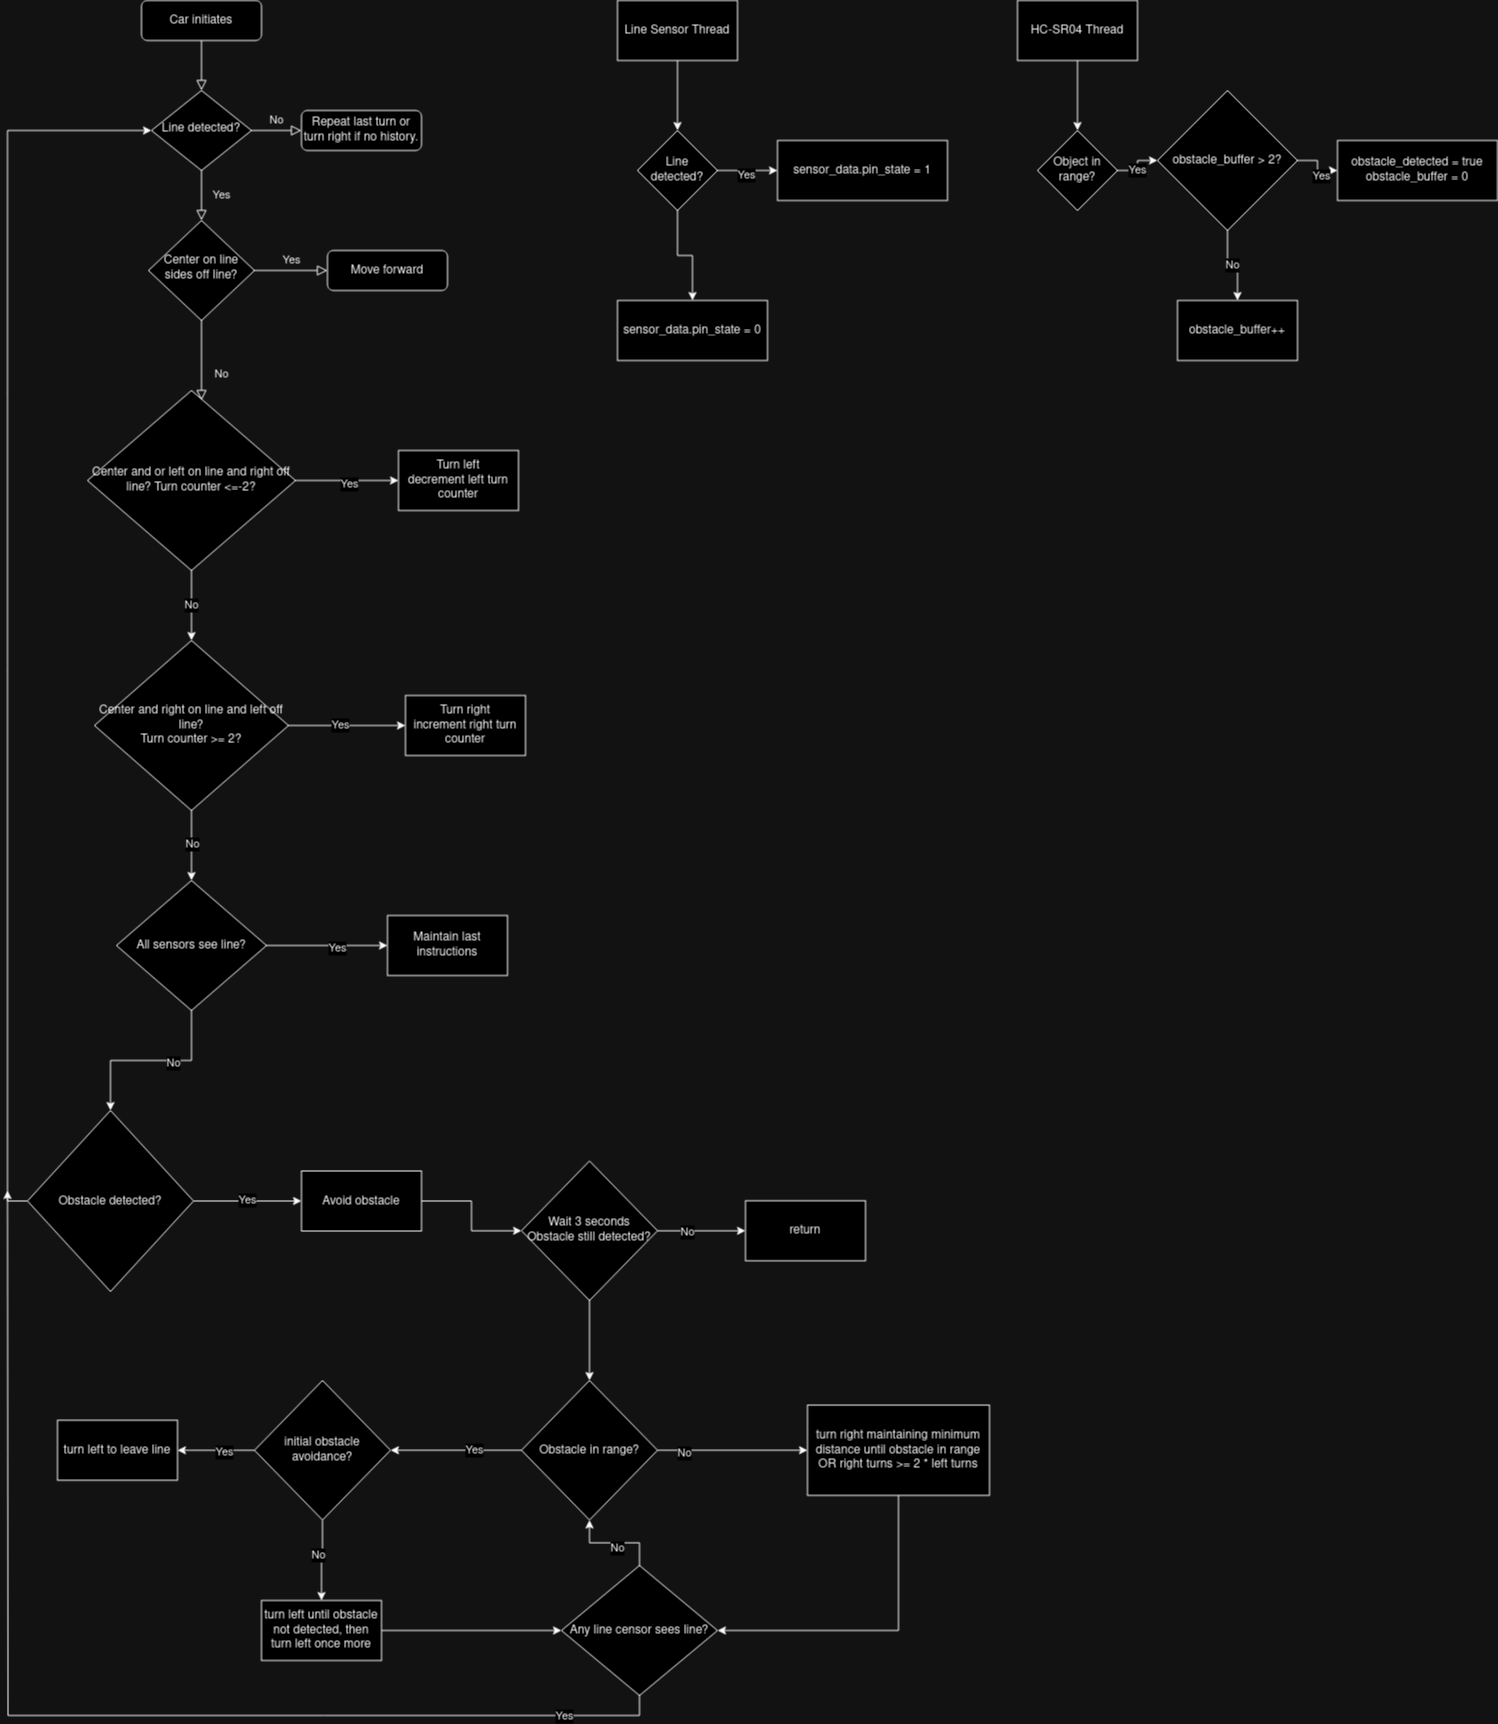 Car initiates
Line detected?
No
Repeat last turn or
turn right if no history.
Yes
Center on line
sides off line?
Yes
Move forward
No
Center and or left on line and right off
line? Turn counter <=-2?
Yes
Turn left
decrement left turn
counter
No
Center and right on line and left off
line?
Turn counter >= 2?
Yes
Turn right
increment right turn
counter
No
All sensors see line?
Yes
Maintain last
instructions
No
Obstacle detected?
Yes
Avoid obstacle
Wait 3 seconds
Obstacle still detected?
No
return
Obstacle in range?
Yes
initial obstacle
avoidance?
Yes
turn left to leave line
No
turn right maintaining minimum
distance until obstacle in range
OR right turns >= 2 * left turns
No
turn left until obstacle
not detected, then
turn left once more
No
Any line censor sees line?
Yes
Line Sensor Thread
Line
detected?
Yes
sensor_data.pin_state = 1
sensor_data.pin_state = 0
HC-SR04 Thread
Object in
range?
Yes
obstacle_buffer > 2?
Yes
obstacle_detected = true
obstacle_buffer = 0
No
obstacle_buffer++